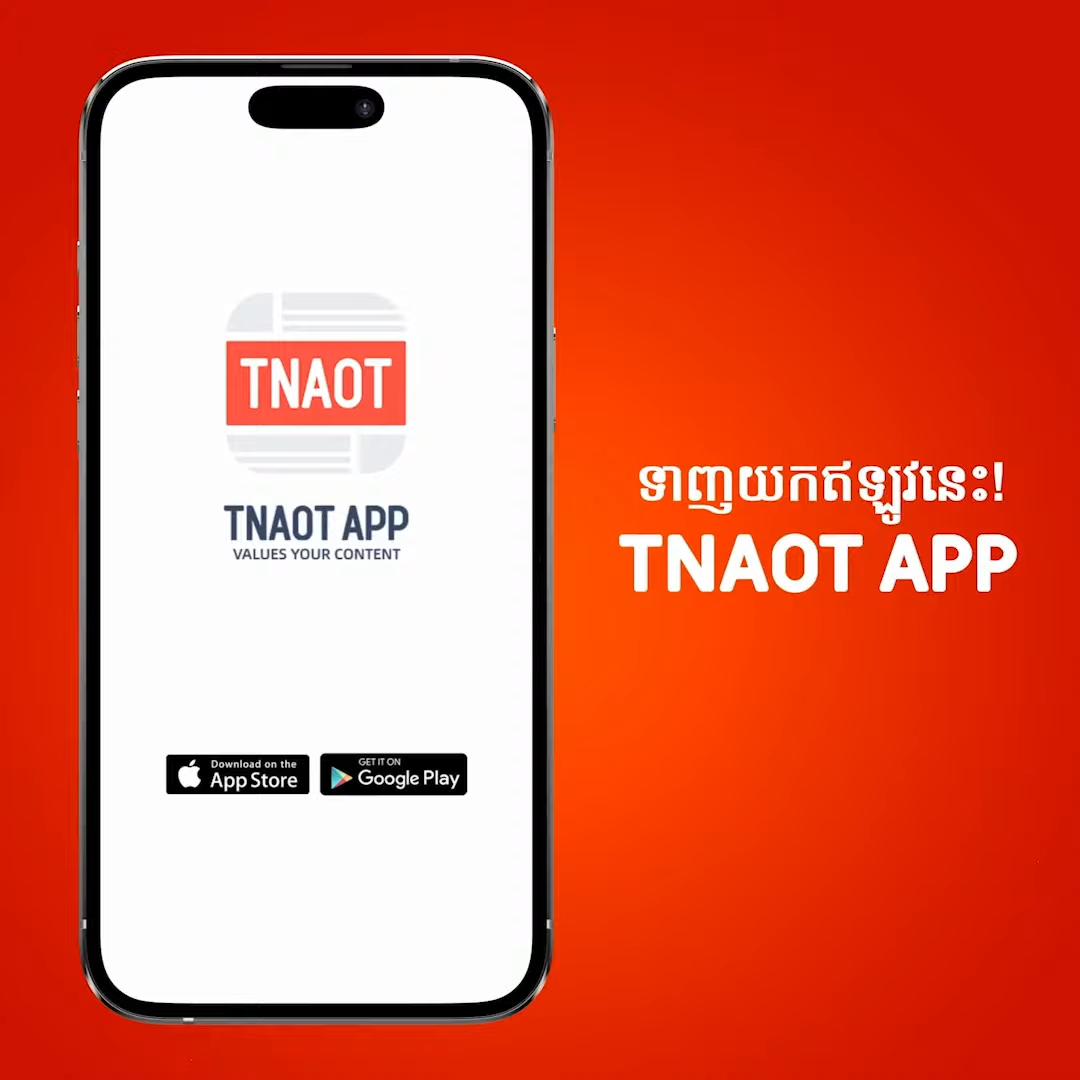 TNAOT
TNAOT APP
VALUES YOUR CONTENT
Download on the
App Store
GET IT ON
Google Play
ទាញយកឥឡូវនេះ!
TNAOT APP